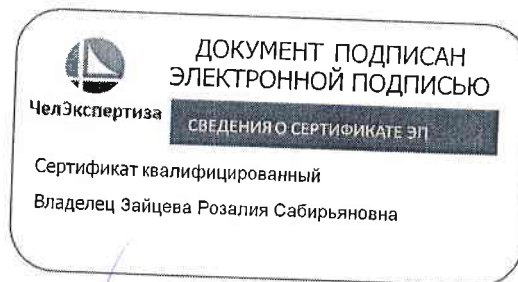 ДОКУМЕНТ ПОДПИСАН
ЭЛЕКТРОННОЙ ПОДПИСЬЮ
ЧелЭкспертиза
СВЕДЕНИЯ О СЕРТИФИКАТЕ ЭП
Сертификат квалифицированный
Владелец Зайцева Розалия Сабирьяновна